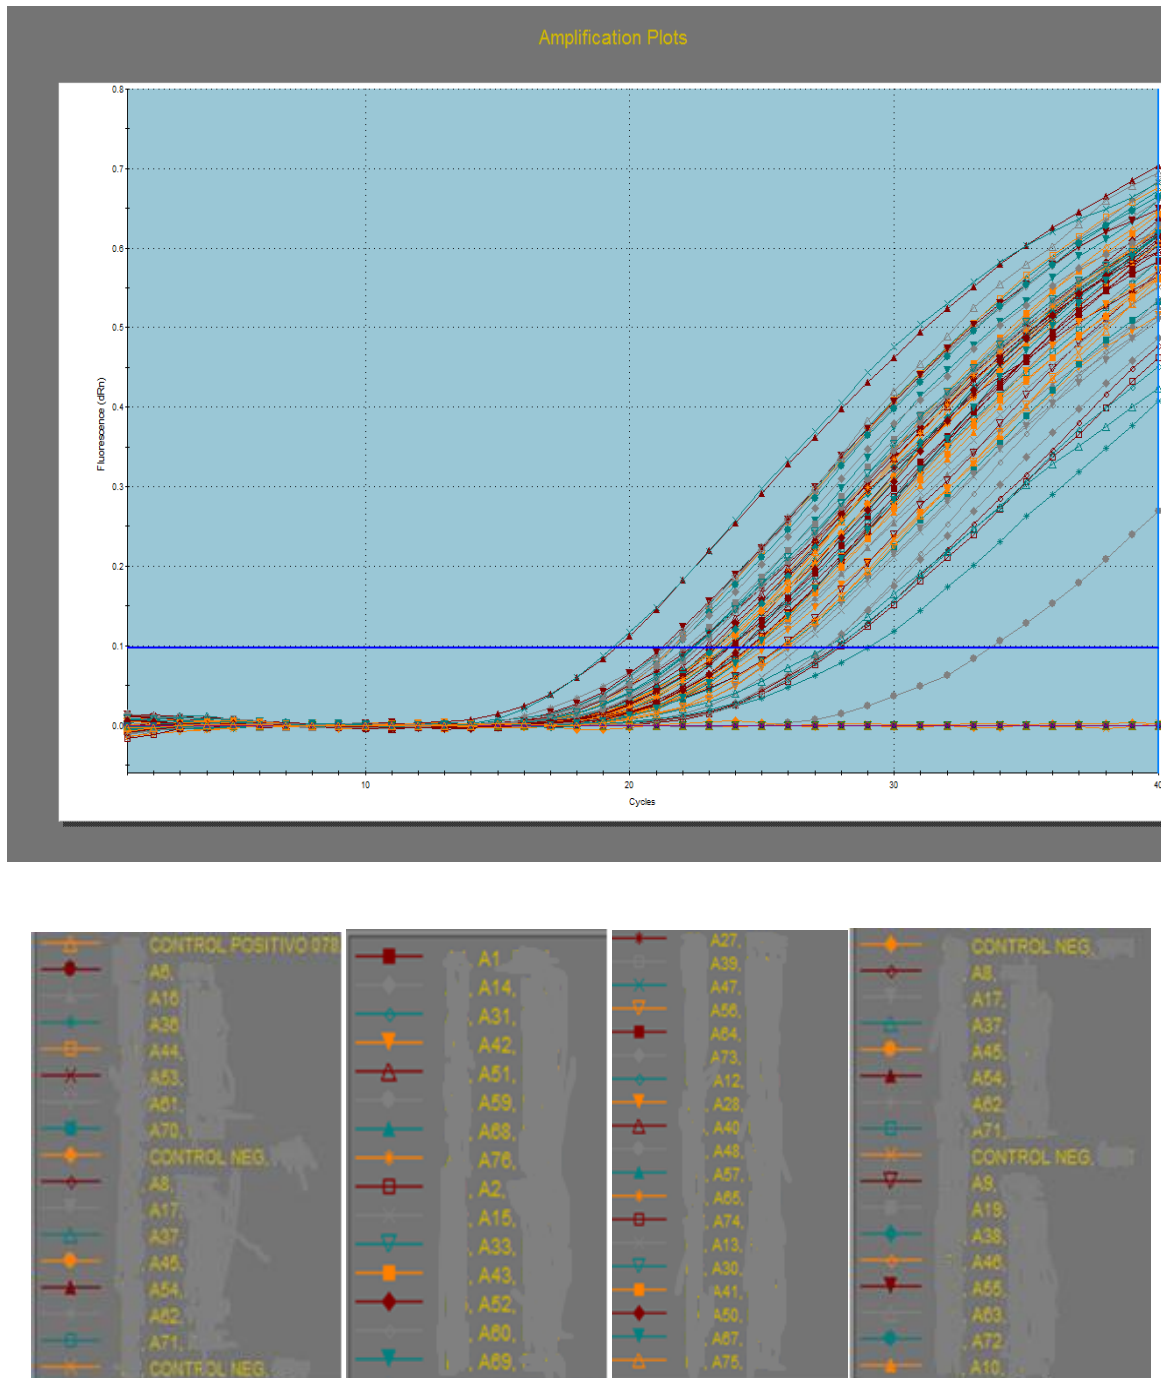 Amplification Plots
0.8
0.7
0.6
0.5
0.4
0.3
0.2
0.1
0.0
Fluorescence (dRn)
10
20
30
40
Cycles
CONTROL POSITIVO 078
A6,
A16
A36
A44,
A53,
A61,
A70,
CONTROL NEG,
A8,
A17,
A37,
A45,
A54,
A62,
A71,
CONTROL NEG,
A1
, A14,
, A31,
, A42,
, A51,
, A59,
, A68,
, A76,
, A2,
, A15,
, A33,
, A43,
, A52,
, A60,
, A69,
A27,
A39,
A47,
A56,
A64,
A73,
A12,
, A28,
, A40,
, A48,
, A57,
, A65,
, A74,
, A13,
, A30,
, A41,
, A50,
, A67,
, A75,
CONTROL NEG,
, A8,
, A17,
, A37,
, A45,
, A54,
, A62,
, A71,
CONTROL NEG,
, A9,
, A19,
, A38,
, A46,
, A55,
, A63,
, A72,
, A10,